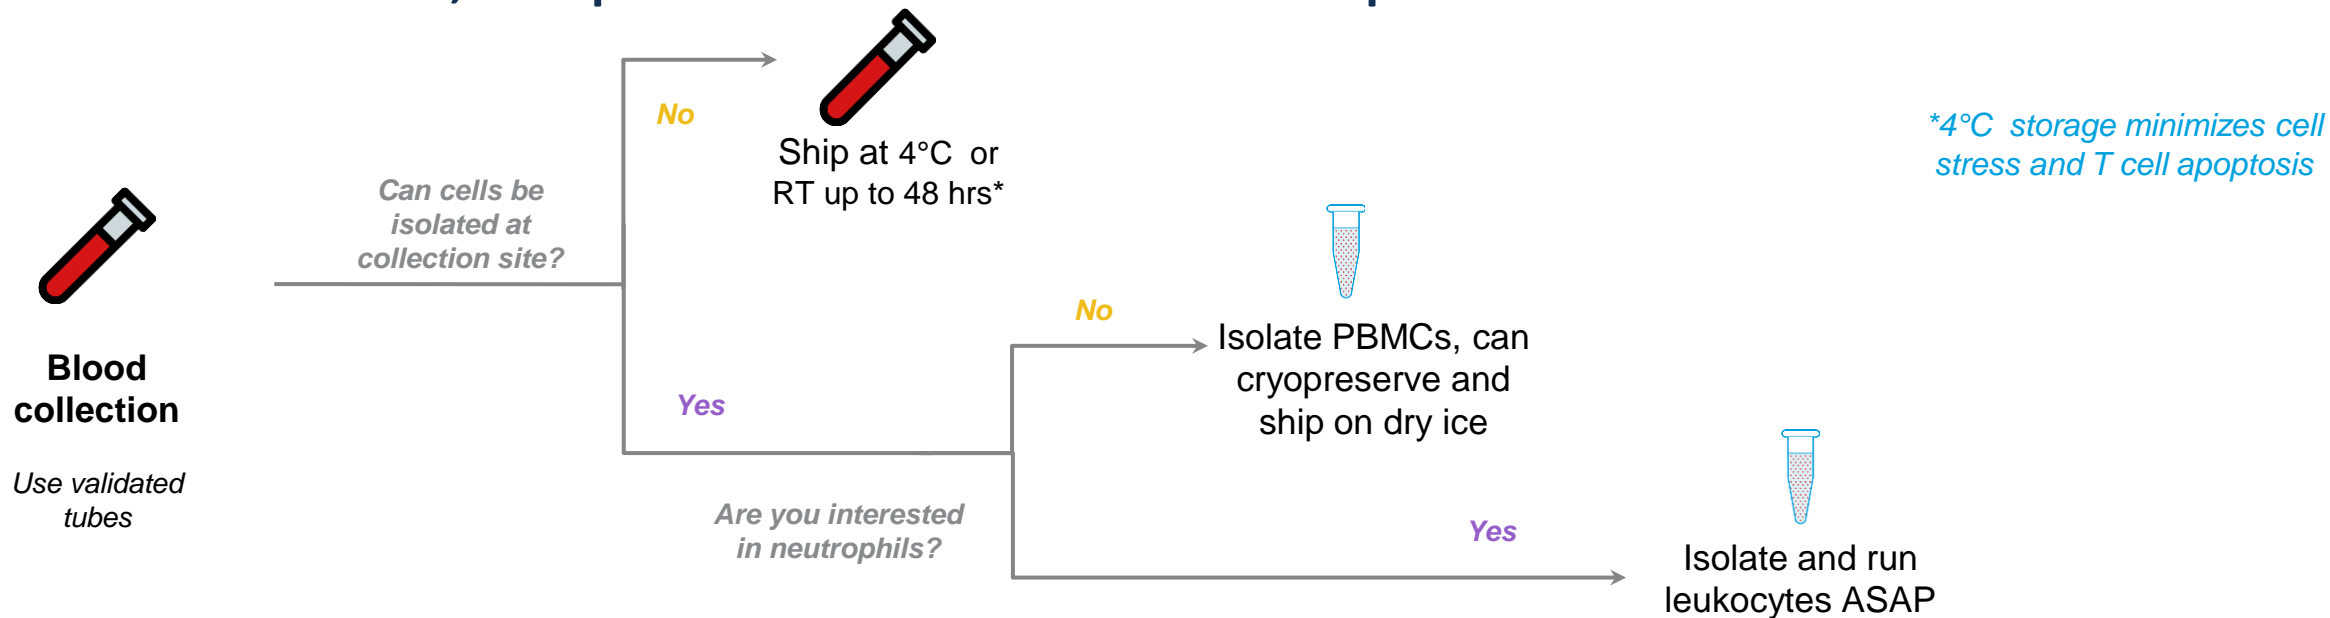 No
Ship at 4°C or
RT up to 48 hrs*
*4°C storage minimizes cell
stress and T cell apoptosis
Can cells be
isolated at
collection site?
Blood
collection
Use validated
tubes
No
Isolate PBMCs, can
cryopreserve and
ship on dry ice
Yes
Are you interested
in neutrophils?
Yes
Isolate and run
leukocytes ASAP